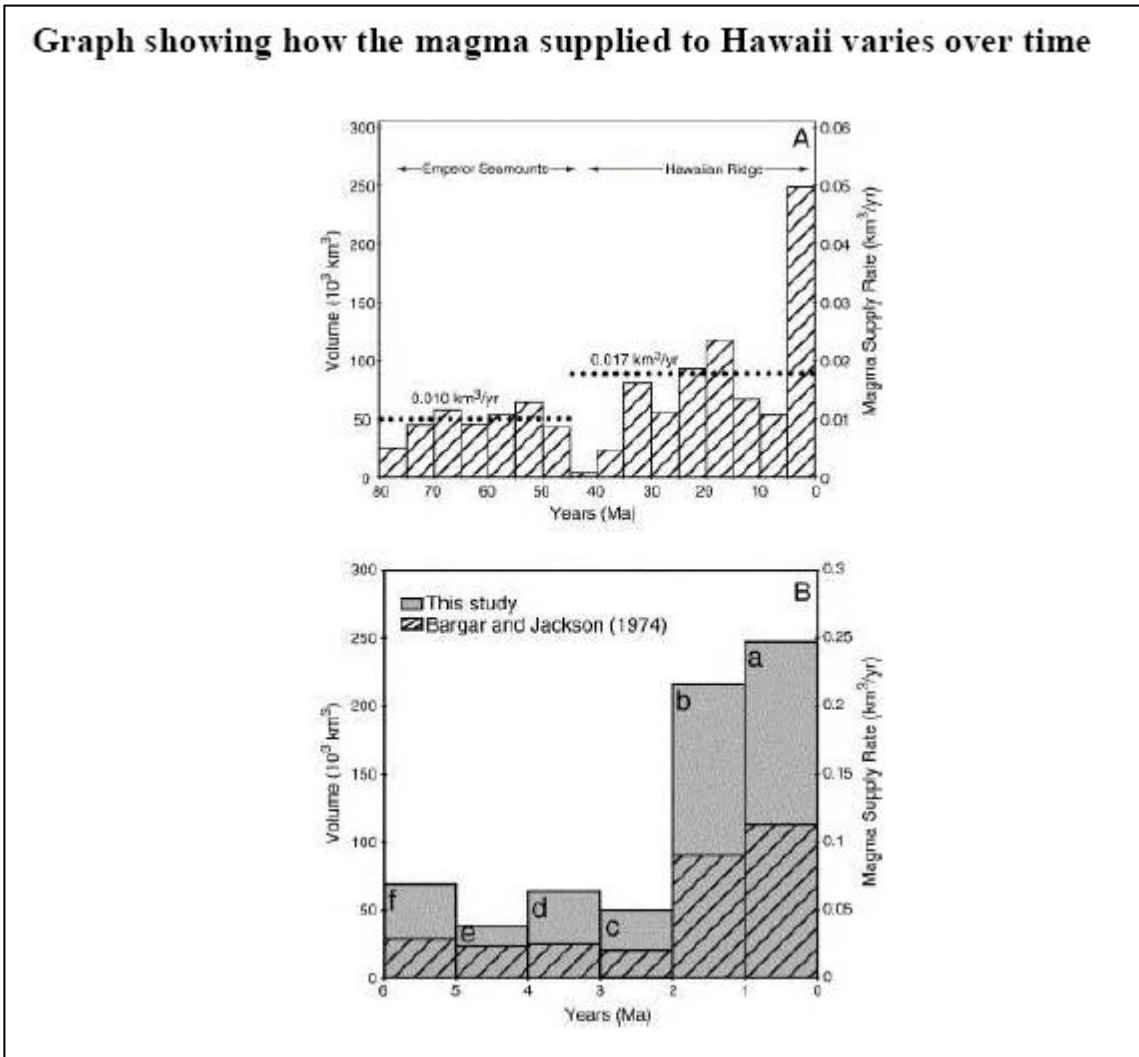 Graph showing how the magma supplied to Hawaii varies over time
A
300
250
200
150
100
50
0
Volume (10³ km³)
0.06
0.05
0.04
0.03
0.02
0.01
0
Magma Supply Rate (km³/yr)
Emperor Seamounts
Hawaiian Ridge
0.010 km³/yr
0.017 km³/yr
80 70 60 50 40 30 20 10 0
Years (Ma)
B
300
250
200
150
100
50
0
Volume (10³ km³)
0.3
0.25
0.2
0.15
0.1
0.05
0
Magma Supply Rate (km³/yr)
This study
Bargar and Jackson (1974)
f e d c b a
6 5 4 3 2 1 0
Years (Ma)